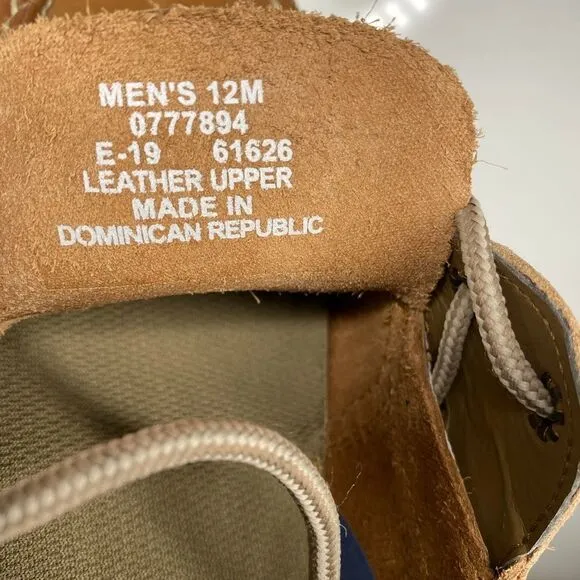 MEN'S 12M
0777894
E-19 61626
LEATHER UPPER
MADE IN
DOMINICAN REPUBLIC